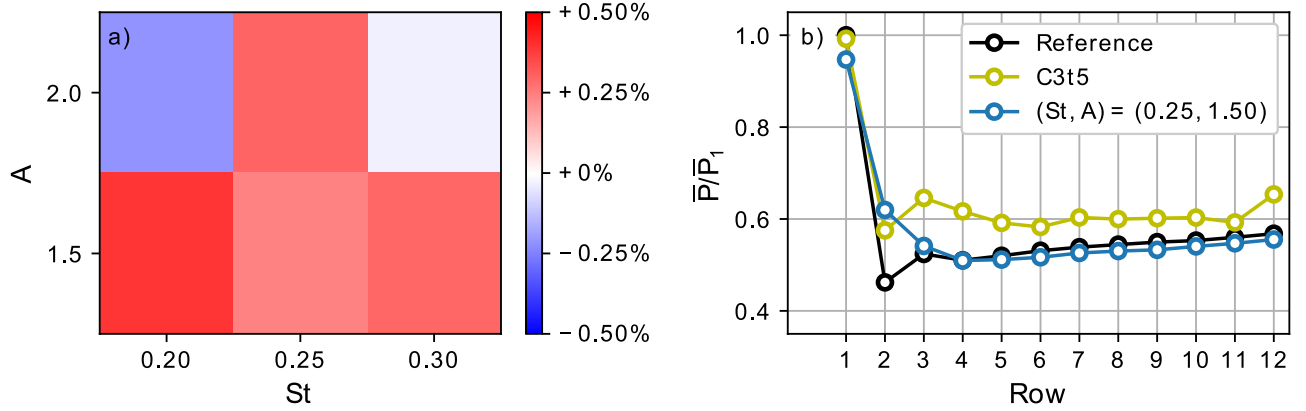 a)
A
2.0
1.5
0.20 0.25 0.30
St
+ 0.50%
+ 0.25%
+ 0%
− 0.25%
− 0.50%
b)
P̅/P̅₁
1.0
0.8
0.6
0.4
Reference
C3t5
(St, A) = (0.25, 1.50)
1 2 3 4 5 6 7 8 9 10 11 12
Row